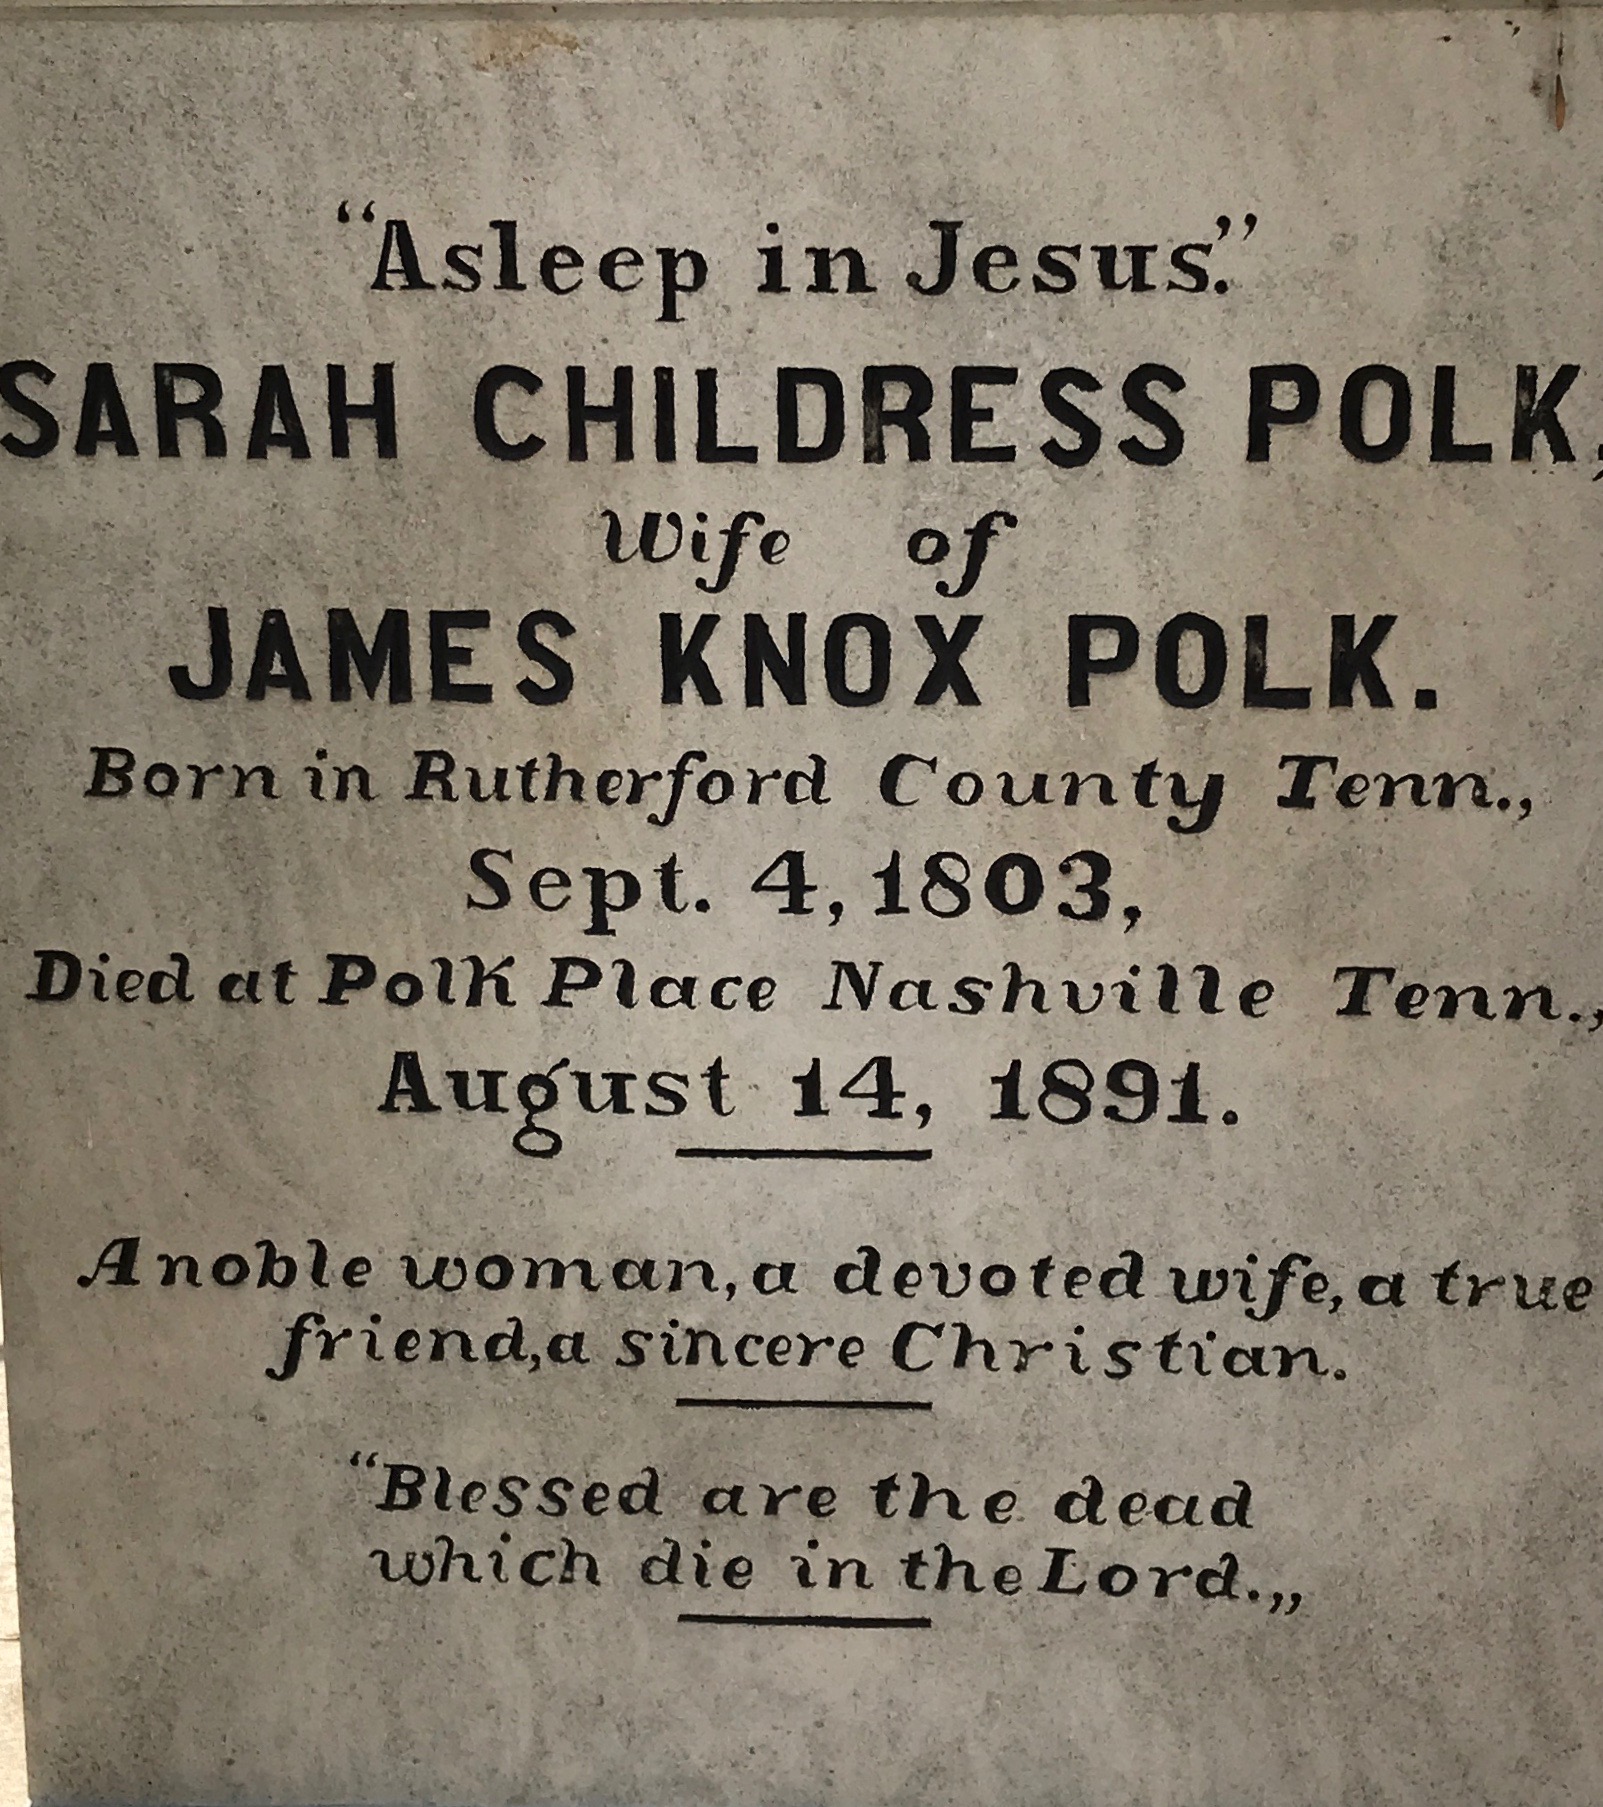 “Asleep in Jesus.”
SARAH CHILDRESS POLK,
Wife of
JAMES KNOX POLK.
Born in Rutherford County Tenn.,
Sept. 4, 1803,
Died at Polk Place Nashville Tenn.,
August 14, 1891.
A noble woman, a devoted wife, a true
friend, a sincere Christian.
“Blessed are the dead
which die in the Lord.„